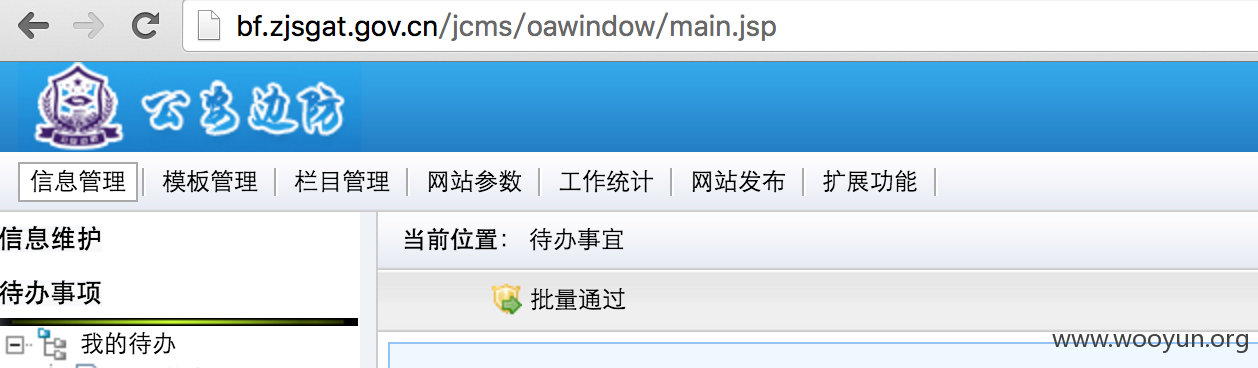 bf.zjsgat.gov.cn/jcms/oawindow/main.jsp
公安边防
信息管理 模板管理 栏目管理 网站参数 工作统计 网站发布 扩展功能
信息维护
当前位置： 待办事宜
待办事项
批量通过
我的待办
www.wooyun.org